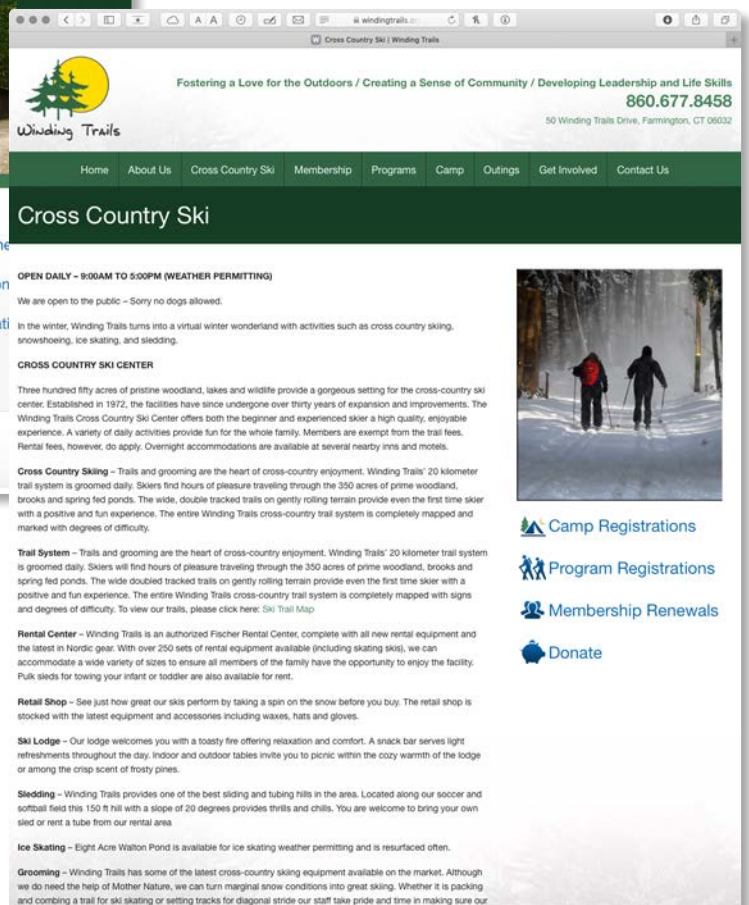 windingtrails.or
Cross Country Ski | Winding Trails
Winding Trails
Fostering a Love for the Outdoors / Creating a Sense of Community / Developing Leadership and Life Skills
860.677.8458
50 Winding Trails Drive, Farmington, CT 06032
Home About Us Cross Country Ski Membership Programs Camp Outings Get Involved Contact Us
Cross Country Ski
OPEN DAILY – 9:00AM TO 5:00PM (WEATHER PERMITTING)
We are open to the public – Sorry no dogs allowed.
In the winter, Winding Trails turns into a virtual winter wonderland with activities such as cross country skiing,
snowshoeing, ice skating, and sledding.
CROSS COUNTRY SKI CENTER
Three hundred fifty acres of pristine woodland, lakes and wildlife provide a gorgeous setting for the cross-country ski
center. Established in 1972, the facilities have since undergone over thirty years of expansion and improvements. The
Winding Trails Cross Country Ski Center offers both the beginner and experienced skier a high quality, enjoyable
experience. A variety of daily activities provide fun for the whole family. Members are exempt from the trail fees.
Rental fees, however, do apply. Overnight accommodations are available at several nearby inns and motels.
Cross Country Skiing – Trails and grooming are the heart of cross-country enjoyment. Winding Trails' 20 kilometer
trail system is groomed daily. Skiers find hours of pleasure traveling through the 350 acres of prime woodland,
brooks and spring fed ponds. The wide, double tracked trails on gently rolling terrain provide even the first time skier
with a positive and fun experience. The entire Winding Trails cross-country trail system is completely mapped and
marked with degrees of difficulty.
Trail System – Trails and grooming are the heart of cross-country enjoyment. Winding Trails' 20 kilometer trail system
is groomed daily. Skiers will find hours of pleasure traveling through the 350 acres of prime woodland, brooks and
spring fed ponds. The wide doubled tracked trails on gently rolling terrain provide even the first time skier with a
positive and fun experience. The entire Winding Trails cross-country trail system is completely mapped with signs
and degrees of difficulty. To view our trails, please click here: Ski Trail Map
Rental Center – Winding Trails is an authorized Fischer Rental Center, complete with all new rental equipment and
the latest in Nordic gear. With over 250 sets of rental equipment available (including skating skis), we can
accommodate a wide variety of sizes to ensure all members of the family have the opportunity to enjoy the facility.
Pulk sleds for towing your infant or toddler are also available for rent.
Retail Shop – See just how great our skis perform by taking a spin on the snow before you buy. The retail shop is
stocked with the latest equipment and accessories including waxes, hats and gloves.
Ski Lodge – Our lodge welcomes you with a toasty fire offering relaxation and comfort. A snack bar serves light
refreshments throughout the day. Indoor and outdoor tables invite you to picnic within the cozy warmth of the lodge
or among the crisp scent of frosty pines.
Sledding – Winding Trails provides one of the best sliding and tubing hills in the area. Located along our soccer and
softball field this 150 ft hill with a slope of 20 degrees provides thrills and chills. You are welcome to bring your own
sled or rent a tube from our rental area
Ice Skating – Eight Acre Walton Pond is available for ice skating weather permitting and is resurfaced often.
Grooming – Winding Trails has some of the latest cross-country skiing equipment available on the market. Although
we do need the help of Mother Nature, we can turn marginal snow conditions into great skiing. Whether it is packing
and combing a trail for ski skating or setting tracks for diagonal stride our staff take pride and time in making sure our
Camp Registrations
Program Registrations
Membership Renewals
Donate